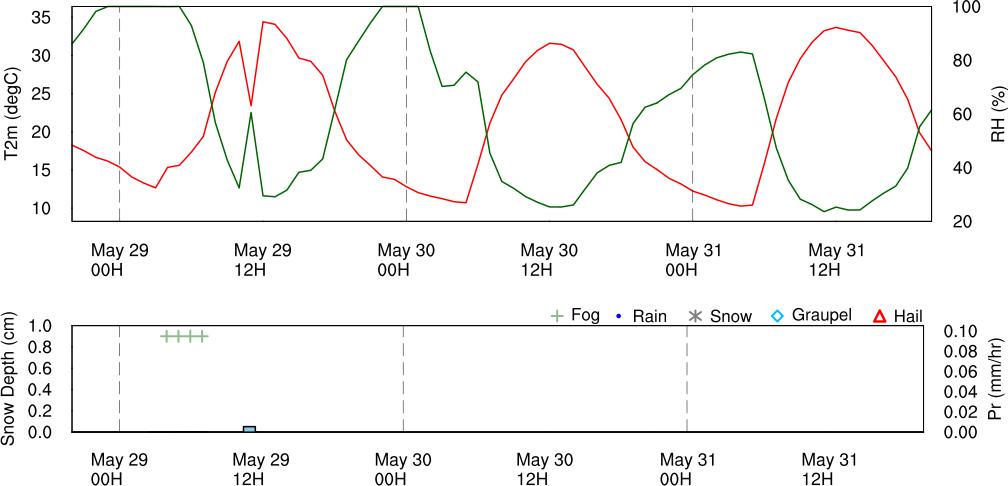 35
30
25
20
15
10
T2m (degC)
100
80
60
40
20
RH (%)
May 29 May 29 May 30 May 30 May 31 May 31
00H 12H 00H 12H 00H 12H
Fog Rain Snow Graupel Hail
1.0
0.8
0.6
0.4
0.2
0.0
Snow Depth (cm)
0.10
0.08
0.06
0.04
0.02
0.00
Pr (mm/hr)
May 29 May 29 May 30 May 30 May 31 May 31
00H 12H 00H 12H 00H 12H